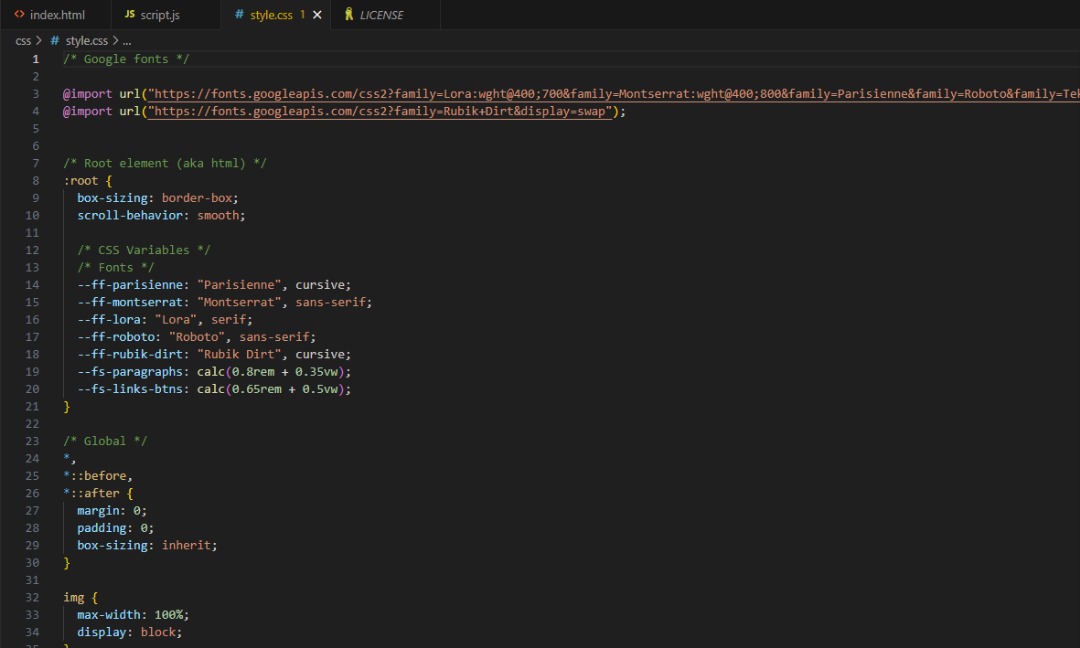 index.html
JS script.js
# style.css 1
LICENSE
css > # style.css > ...
1 /* Google fonts */
2
3 @import url("https://fonts.googleapis.com/css2?family=Lora:wght@400;700&family=Montserrat:wght@400;800&family=Parisienne&family=Roboto&family=Tek
4 @import url("https://fonts.googleapis.com/css2?family=Rubik+Dirt&display=swap");
5
6
7 /* Root element (aka html) */
8 :root {
9 box-sizing: border-box;
10 scroll-behavior: smooth;
11
12 /* CSS Variables */
13 /* Fonts */
14 --ff-parisienne: "Parisienne", cursive;
15 --ff-montserrat: "Montserrat", sans-serif;
16 --ff-lora: "Lora", serif;
17 --ff-roboto: "Roboto", sans-serif;
18 --ff-rubik-dirt: "Rubik Dirt", cursive;
19 --fs-paragraphs: calc(0.8rem + 0.35vw);
20 --fs-links-btns: calc(0.65rem + 0.5vw);
21 }
22
23 /* Global */
24 *,
25 *::before,
26 *::after {
27 margin: 0;
28 padding: 0;
29 box-sizing: inherit;
30 }
31
32 img {
33 max-width: 100%;
34 display: block;
35 }